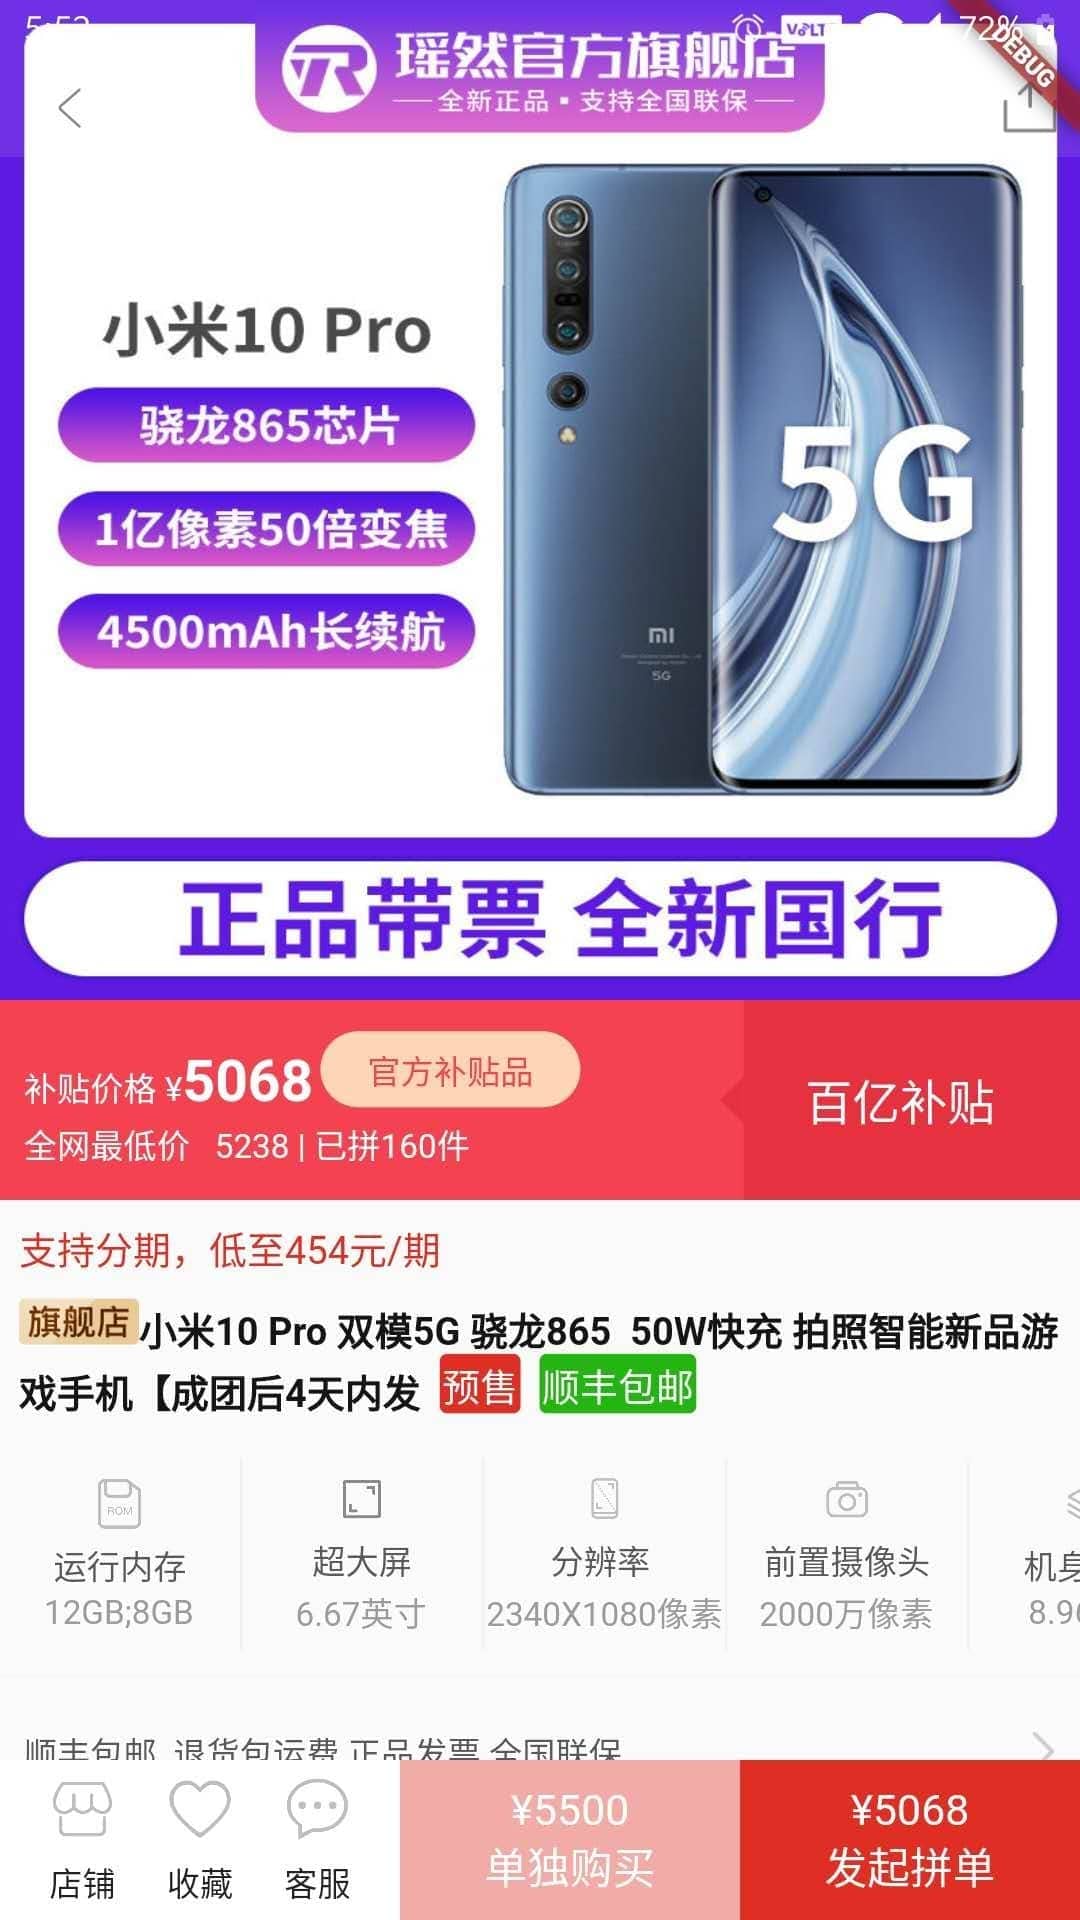 5:52
VoLTE
72%
DEBUG
TR
瑶然官方旗舰店
全新正品·支持全国联保
小米10 Pro
骁龙865芯片
1亿像素50倍变焦
4500mAh长续航
5G
mi
5G
正品带票 全新国行
补贴价格 ¥5068 官方补贴品
全网最低价 5238 | 已拼160件
百亿补贴
支持分期，低至454元/期
旗舰店 小米10 Pro 双模5G 骁龙865 50W快充 拍照智能新品游
戏手机【成团后4天内发 预售 顺丰包邮
ROM
运行内存
12GB;8GB
超大屏
6.67英寸
分辨率
2340X1080像素
前置摄像头
2000万像素
机身
顺丰包邮 退货包运费 正品发票 全国联保
店铺
收藏
客服
¥5500
单独购买
¥5068
发起拼单